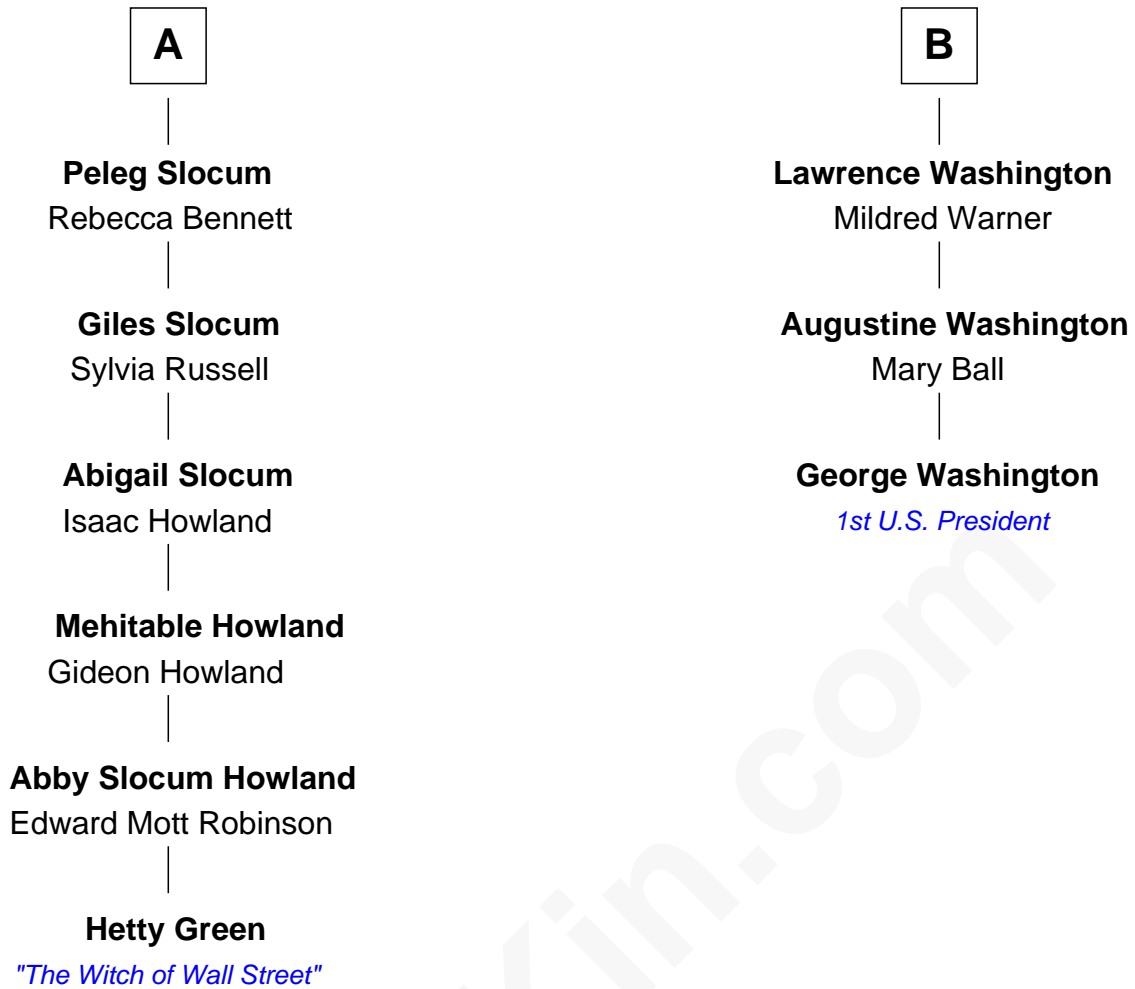 A
Peleg Slocum
Rebecca Bennett
Giles Slocum
Sylvia Russell
Abigail Slocum
Isaac Howland
Mehitable Howland
Gideon Howland
Abby Slocum Howland
Edward Mott Robinson
Hetty Green
"The Witch of Wall Street"
B
Lawrence Washington
Mildred Warner
Augustine Washington
Mary Ball
George Washington
1st U.S. President
Kin.com